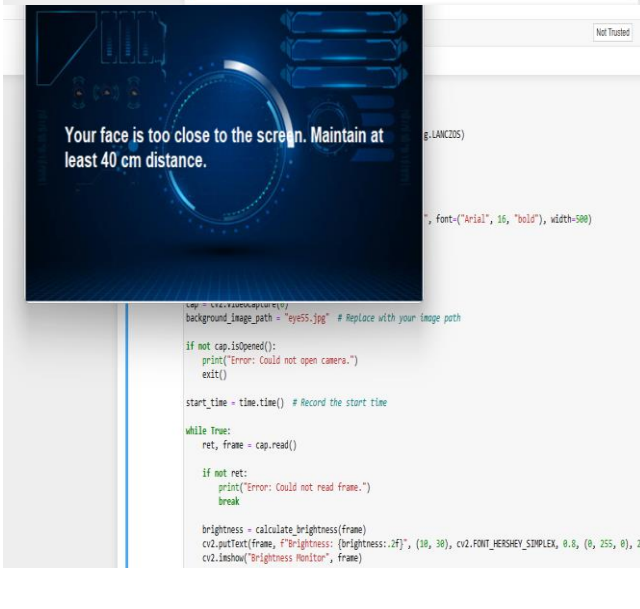 Not Trusted
Your face is too close to the screen. Maintain at
least 40 cm distance.
g.LANCZOS)
", font=("Arial", 16, "bold"), width=500)
cap = cv2.VideoCapture(0)
background_image_path = "eye55.jpg"  # Replace with your image path
if not cap.isOpened():
    print("Error: Could not open camera.")
    exit()
start_time = time.time()  # Record the start time
while True:
    ret, frame = cap.read()
    if not ret:
        print("Error: Could not read frame.")
        break
    brightness = calculate_brightness(frame)
    cv2.putText(frame, f"Brightness: {brightness:.2f}", (10, 30), cv2.FONT_HERSHEY_SIMPLEX, 0.8, (0, 255, 0), 2
    cv2.imshow("Brightness Monitor", frame)